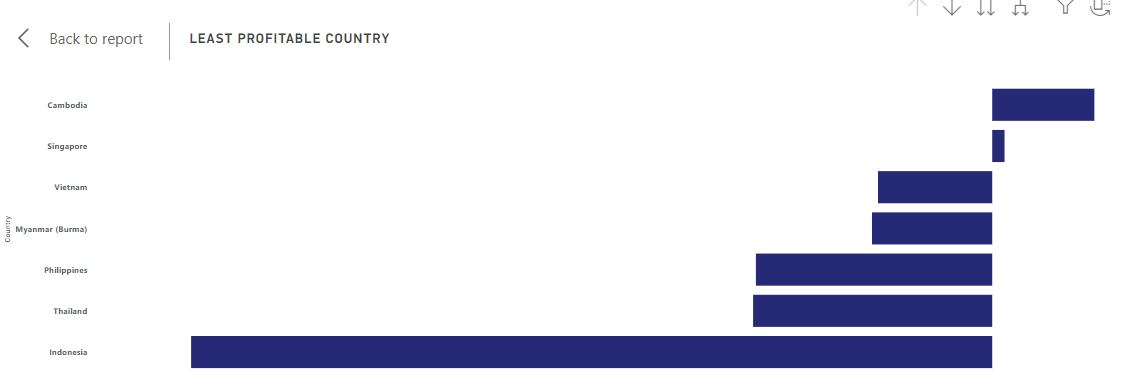 Back to report
LEAST PROFITABLE COUNTRY
Cambodia
Singapore
Vietnam
Myanmar (Burma)
Philippines
Thailand
Indonesia
Country